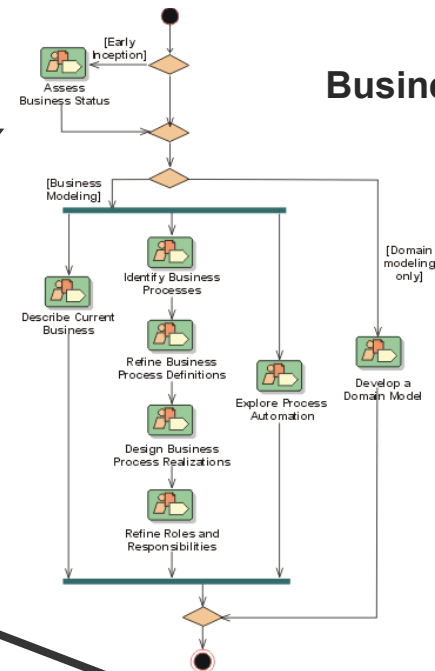 [Early
Inception]
Assess
Business Status
Busine
[Business
Modeling]
[Domain
modeling
only]
Identify Business
Processes
Describe Current
Business
Refine Business
Process Definitions
Explore Process
Automation
Develop a
Domain Model
Design Business
Process Realizations
Refine Roles and
Responsibilities